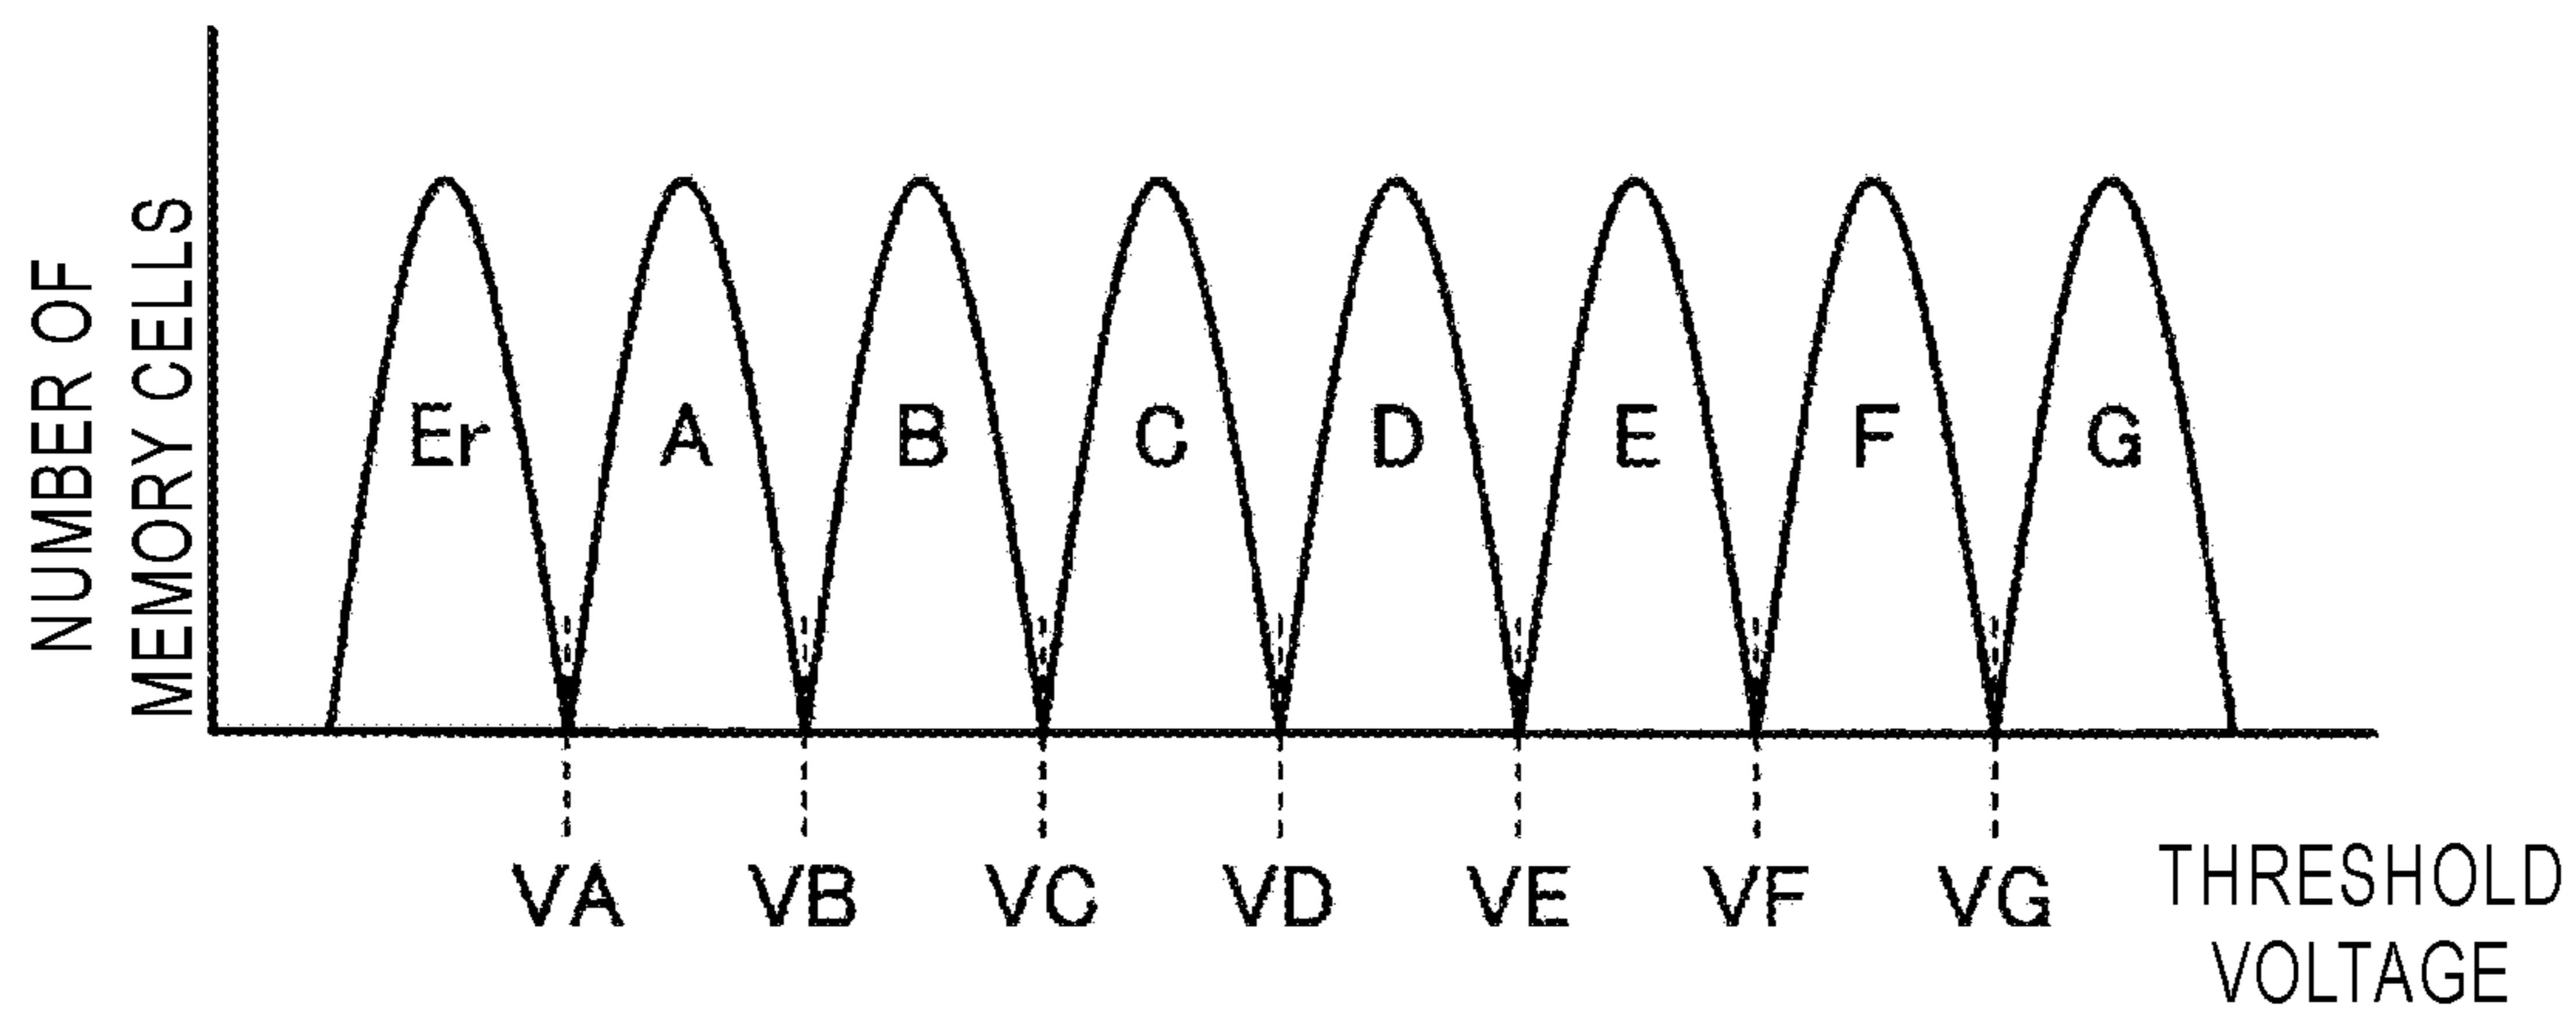 NUMBER OF
MEMORY CELLS
Er A B C D E F G
VA VB VC VD VE VF VG
THRESHOLD
VOLTAGE